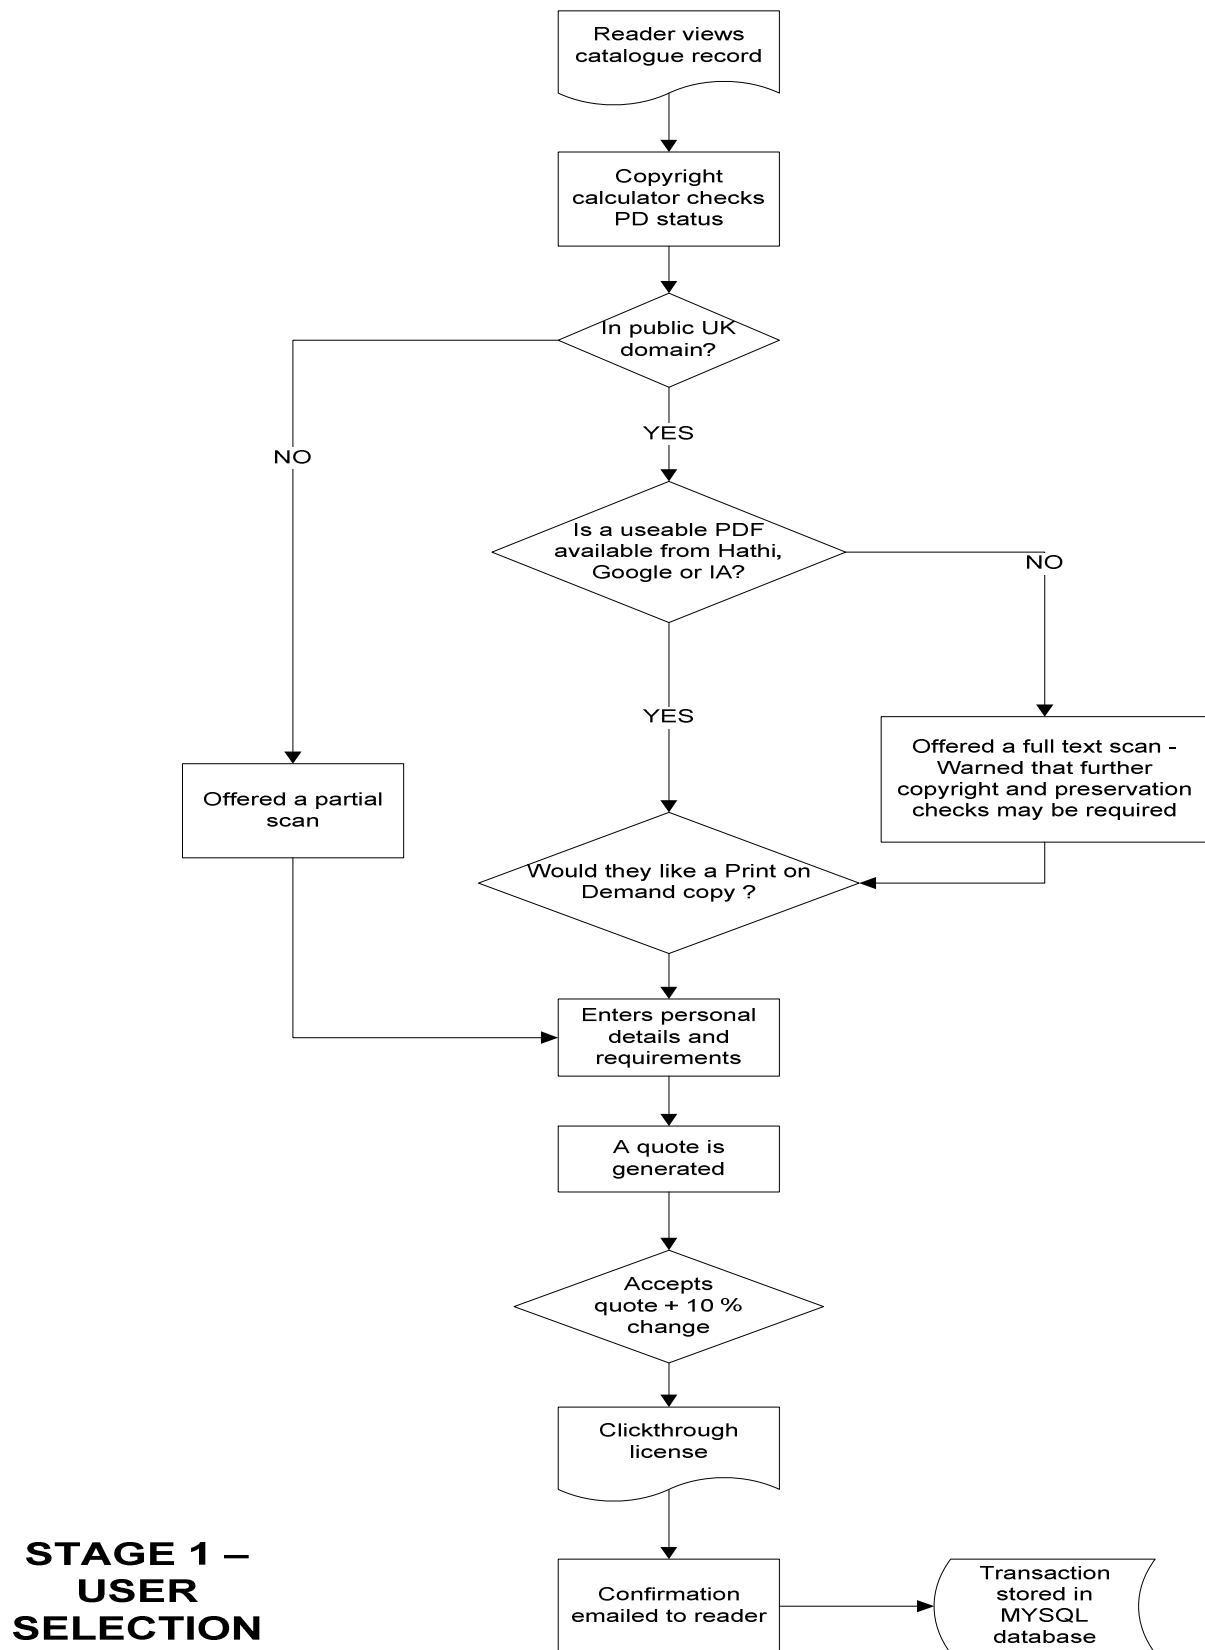 Reader views
catalogue record
Copyright
calculator checks
PD status
In public UK
domain?
NO
YES
Is a useable PDF
available from Hathi,
Google or IA?
NO
YES
Offered a full text scan -
Warned that further
copyright and preservation
checks may be required
Offered a partial
scan
Would they like a Print on
Demand copy ?
Enters personal
details and
requirements
A quote is
generated
Accepts
quote + 10 %
change
Clickthrough
license
STAGE 1 –
USER
SELECTION
Confirmation
emailed to reader
Transaction
stored in
MYSQL
database